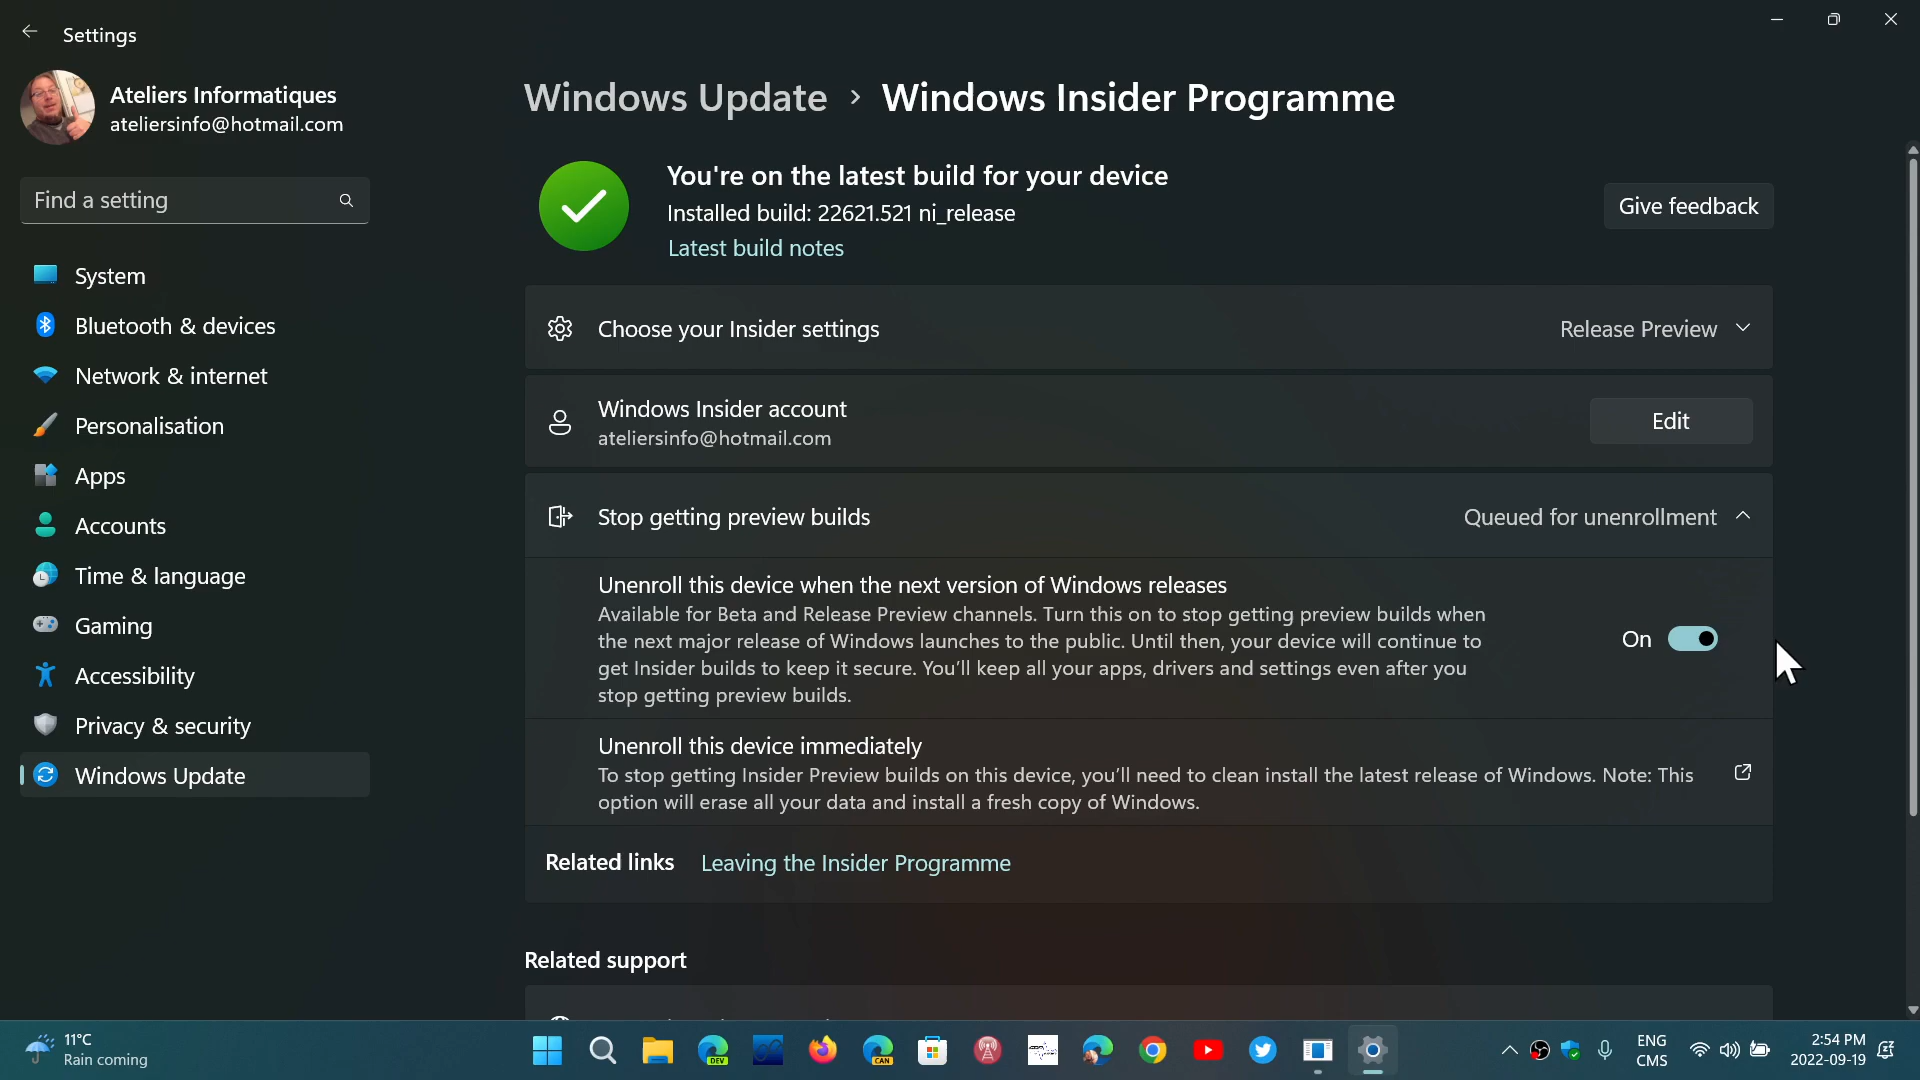 Settings
Ateliers Informatiques
ateliersinfo@hotmail.com
Find a setting
System
Bluetooth & devices
Network & internet
Personalisation
Apps
Accounts
Time & language
Gaming
Accessibility
Privacy & security
Windows Update
Windows Update > Windows Insider Programme
You're on the latest build for your device
Installed build: 22621.521 ni_release
Latest build notes
Give feedback
Choose your Insider settings
Release Preview
Windows Insider account
ateliersinfo@hotmail.com
Edit
Stop getting preview builds
Queued for unenrollment
Unenroll this device when the next version of Windows releases
Available for Beta and Release Preview channels. Turn this on to stop getting preview builds when
the next major release of Windows launches to the public. Until then, your device will continue to
get Insider builds to keep it secure. You'll keep all your apps, drivers and settings even after you
stop getting preview builds.
On
Unenroll this device immediately
To stop getting Insider Preview builds on this device, you'll need to clean install the latest release of Windows. Note: This
option will erase all your data and install a fresh copy of Windows.
Related links Leaving the Insider Programme
Related support
11°C
Rain coming
DEV
CAN
ENG
CMS
2:54 PM
2022-09-19